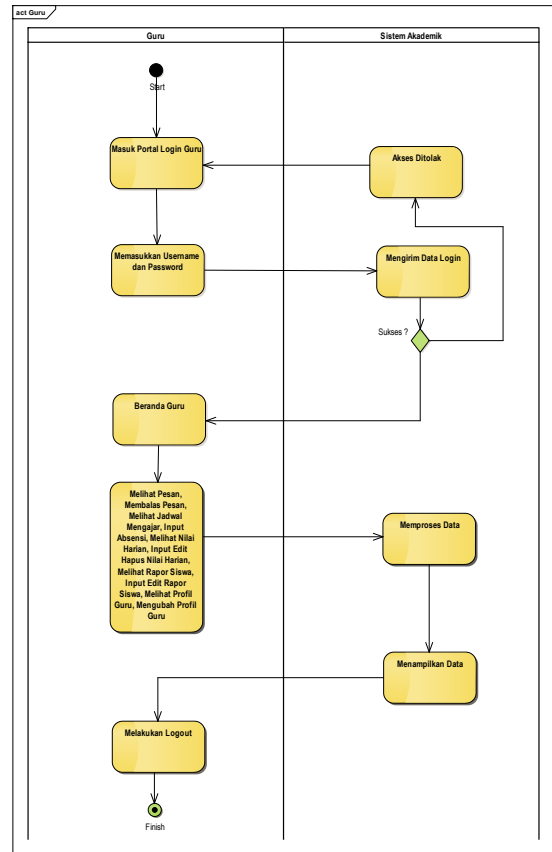 act Guru
Guru
Sistem Akademik
Start
Masuk Portal Login Guru
Akses Ditolak
Memasukkan Username
dan Password
Mengirim Data Login
Sukses ?
Beranda Guru
Melihat Pesan,
Membalas Pesan,
Melihat Jadwal
Mengajar, Input
Absensi, Melihat Nilai
Harian, Input Edit
Hapus Nilai Harian,
Melihat Rapor Siswa,
Input Edit Rapor
Siswa, Melihat Profil
Guru, Mengubah Profil
Guru
Memproses Data
Menampilkan Data
Melakukan Logout
Finish